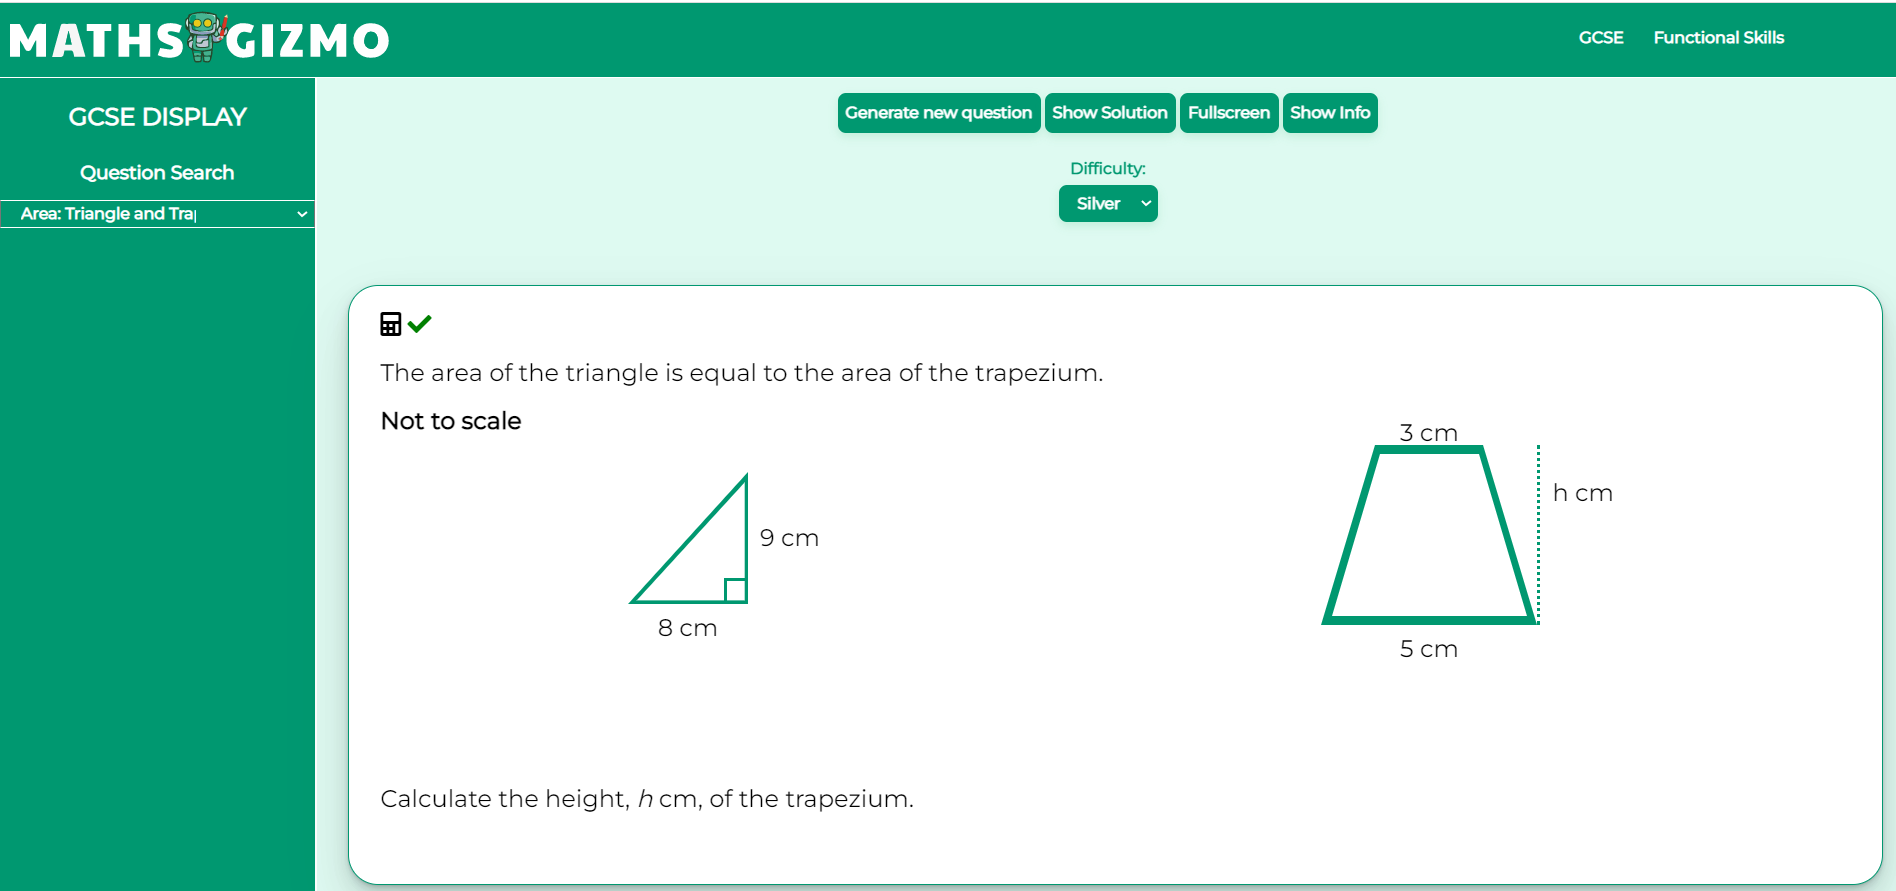 MATHS GIZMO
GCSE Functional Skills
GCSE DISPLAY
Question Search
Area: Triangle and Tra
Generate new question Show Solution Fullscreen Show Info
Difficulty:
Silver
The area of the triangle is equal to the area of the trapezium.
Not to scale
9 cm
8 cm
3 cm
h cm
5 cm
Calculate the height, h cm, of the trapezium.